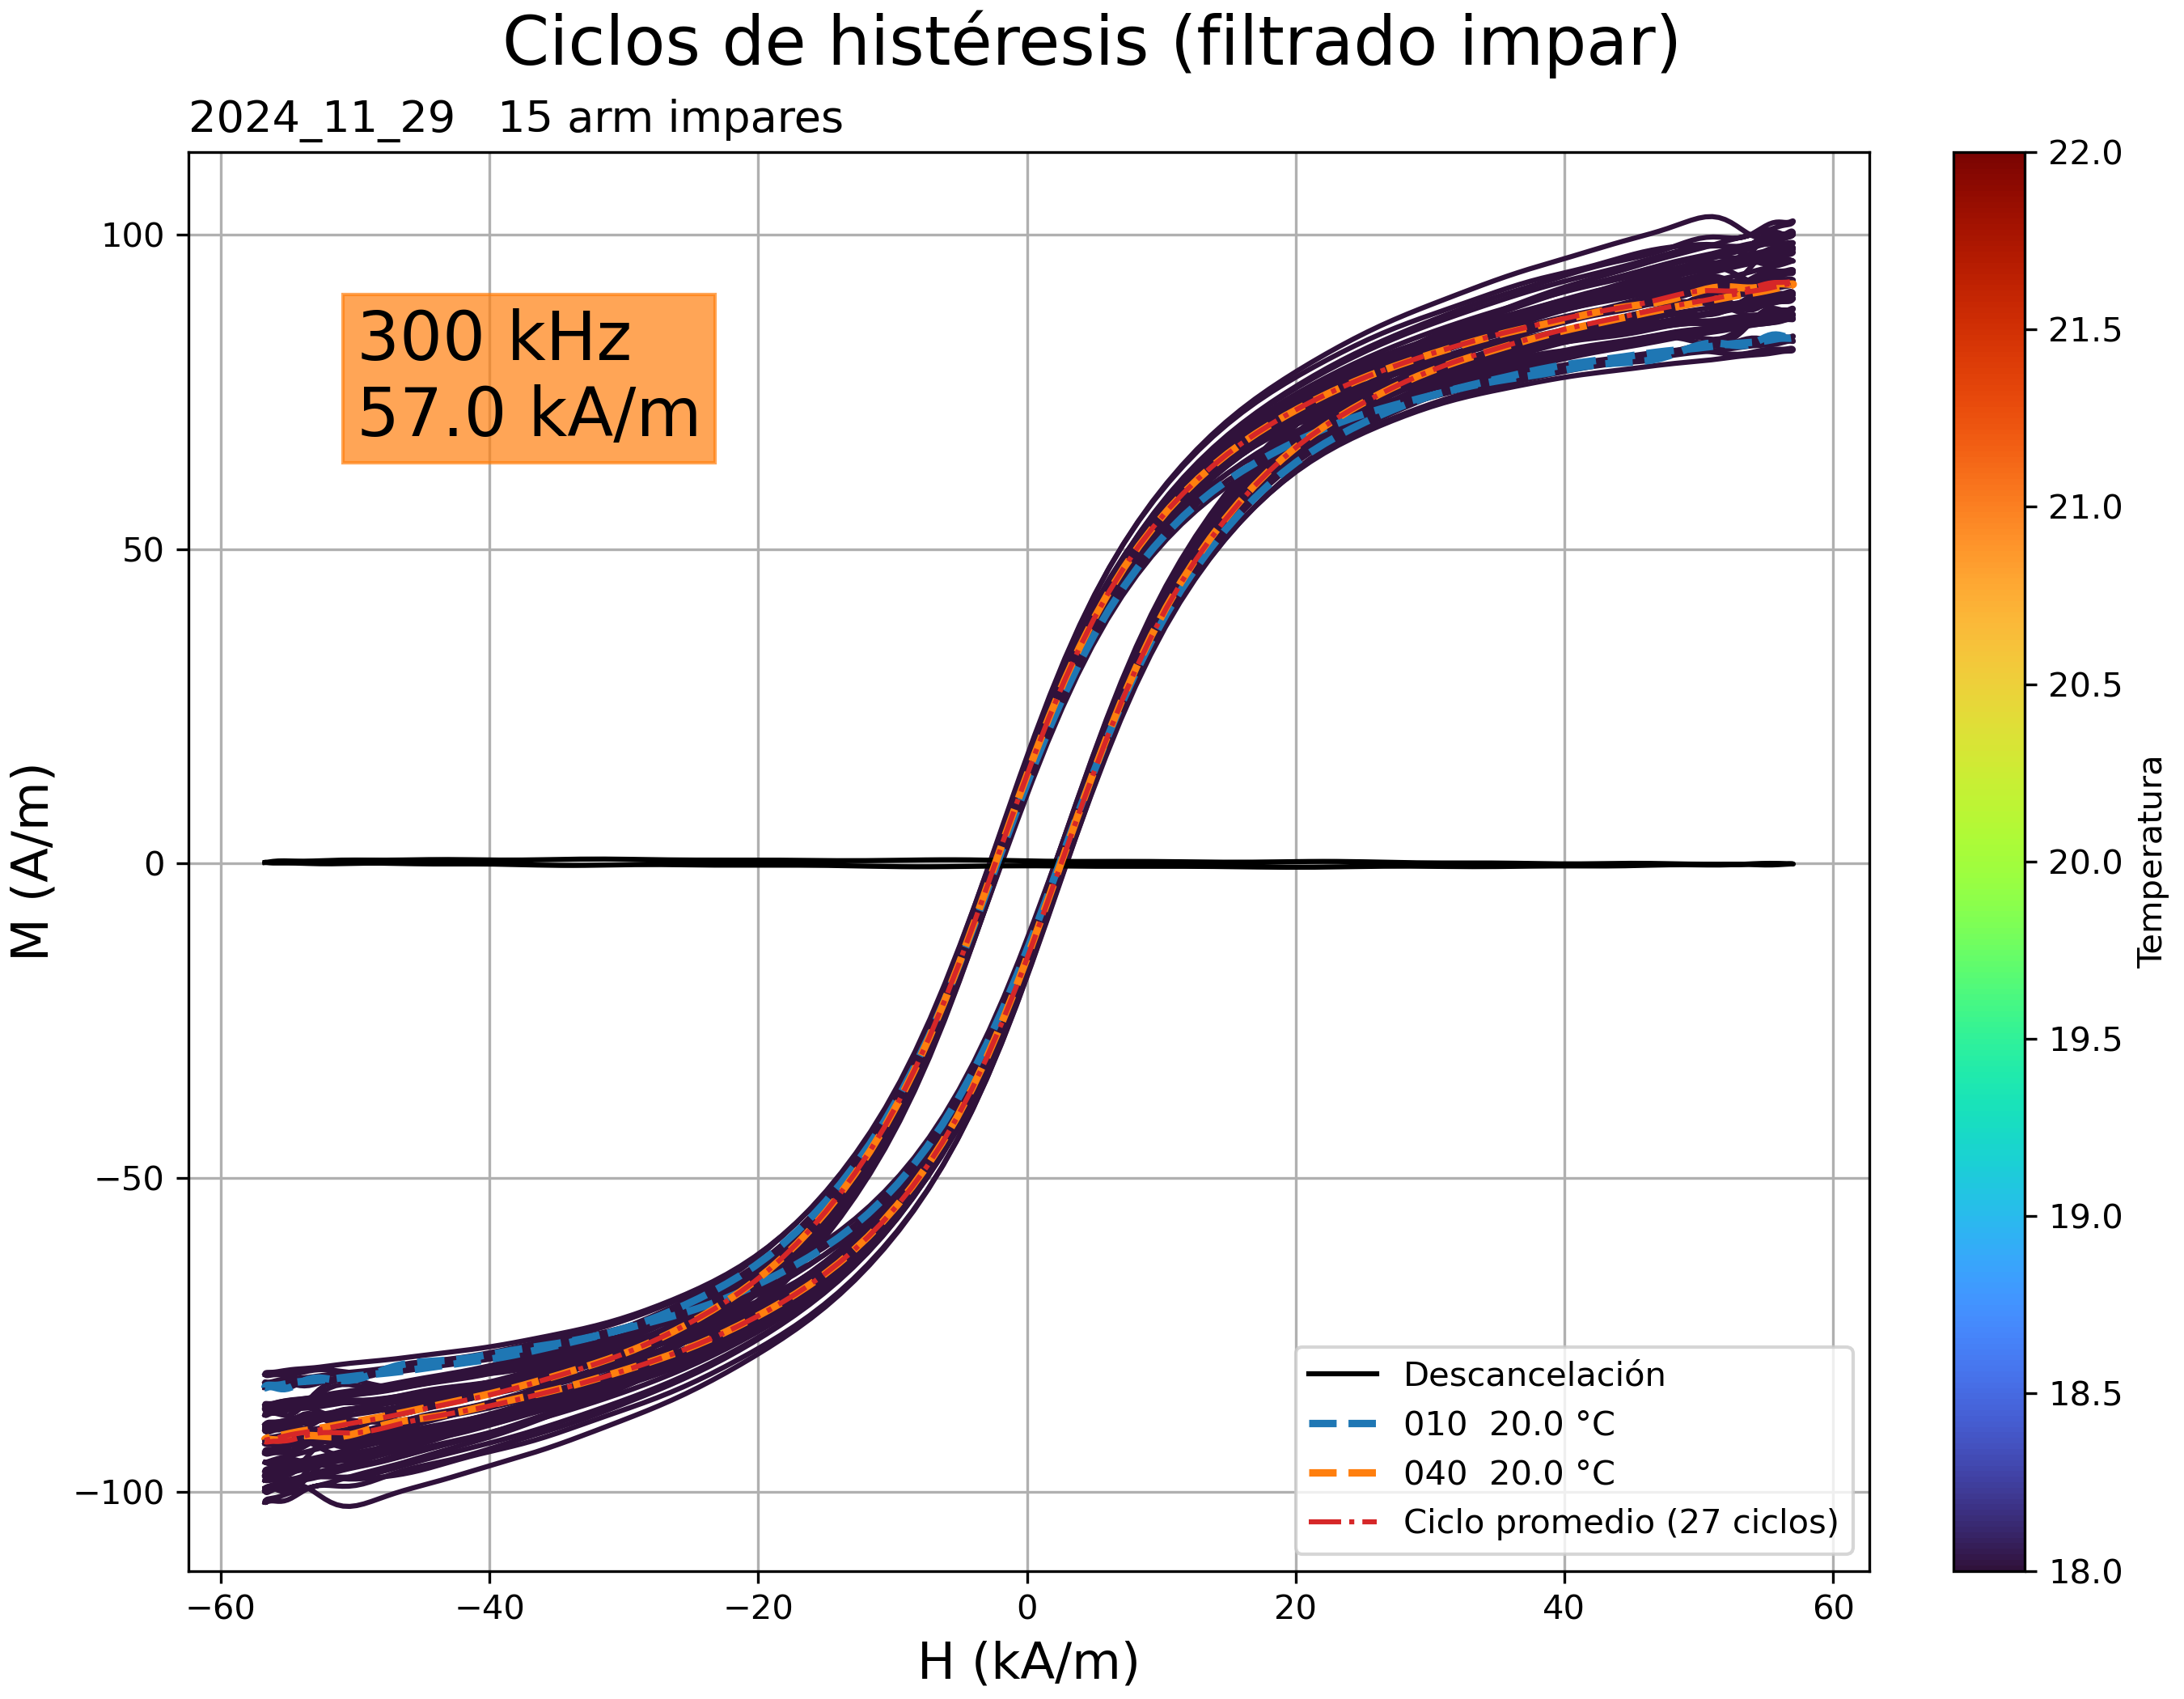 Ciclos de histéresis (filtrado impar)
2024_11_29   15 arm impares
300 kHz
57.0 kA/m
100
50
0
−50
−100
M (A/m)
−60
−40
−20
0
20
40
60
H (kA/m)
Descancelación
010  20.0 °C
040  20.0 °C
Ciclo promedio (27 ciclos)
22.0
21.5
21.0
20.5
20.0
19.5
19.0
18.5
18.0
Temperatura